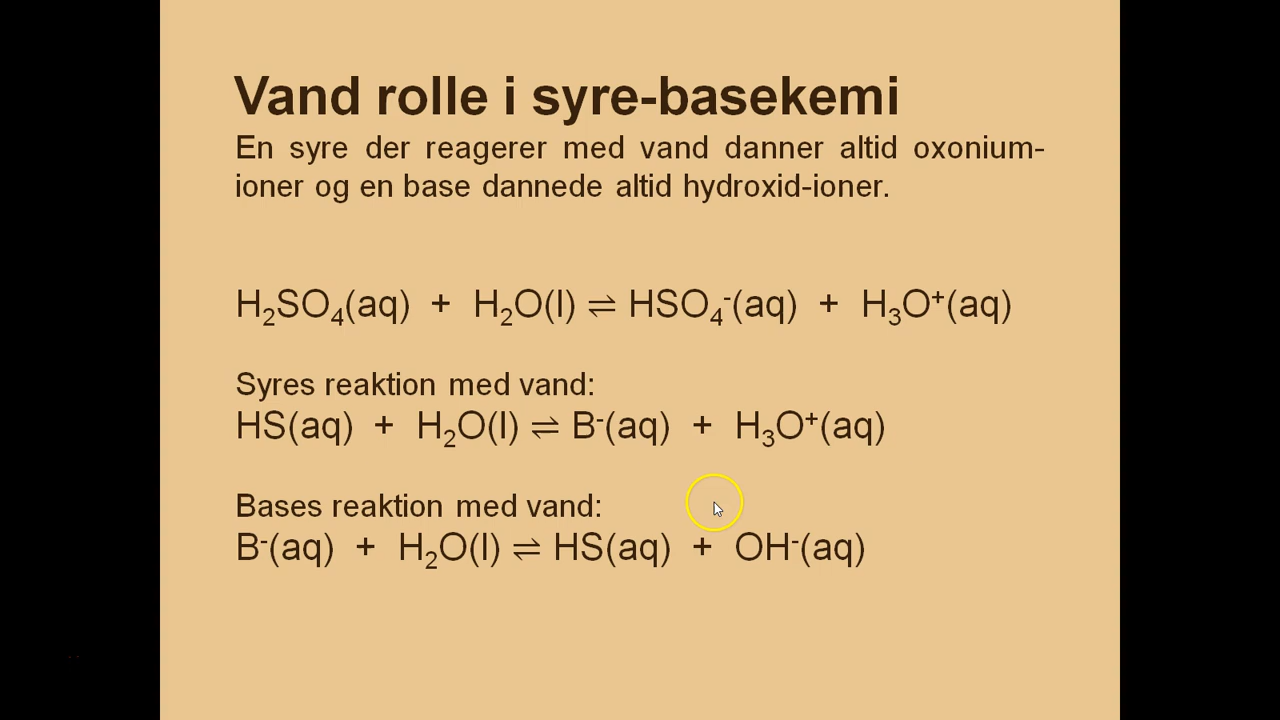 Vand rolle i syre-basekemi
En syre der reagerer med vand danner altid oxonium-
ioner og en base dannede altid hydroxid-ioner.
H₂SO₄(aq) + H₂O(l) ⇌ HSO₄⁻(aq) + H₃O⁺(aq)
Syres reaktion med vand:
HS(aq) + H₂O(l) ⇌ B⁻(aq) + H₃O⁺(aq)
Bases reaktion med vand:
B⁻(aq) + H₂O(l) ⇌ HS(aq) + OH⁻(aq)